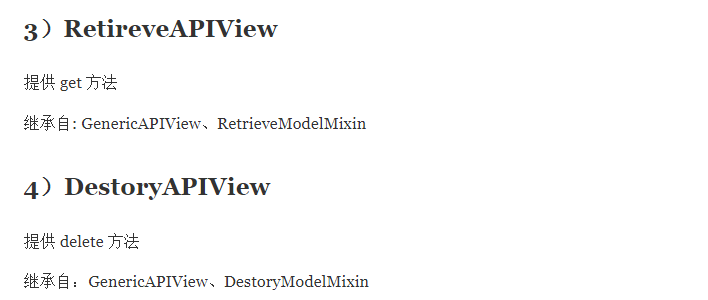 3）RetireveAPIView
提供 get 方法
继承自: GenericAPIView、RetrieveModelMixin
4）DestoryAPIView
提供 delete 方法
继承自：GenericAPIView、DestoryModelMixin